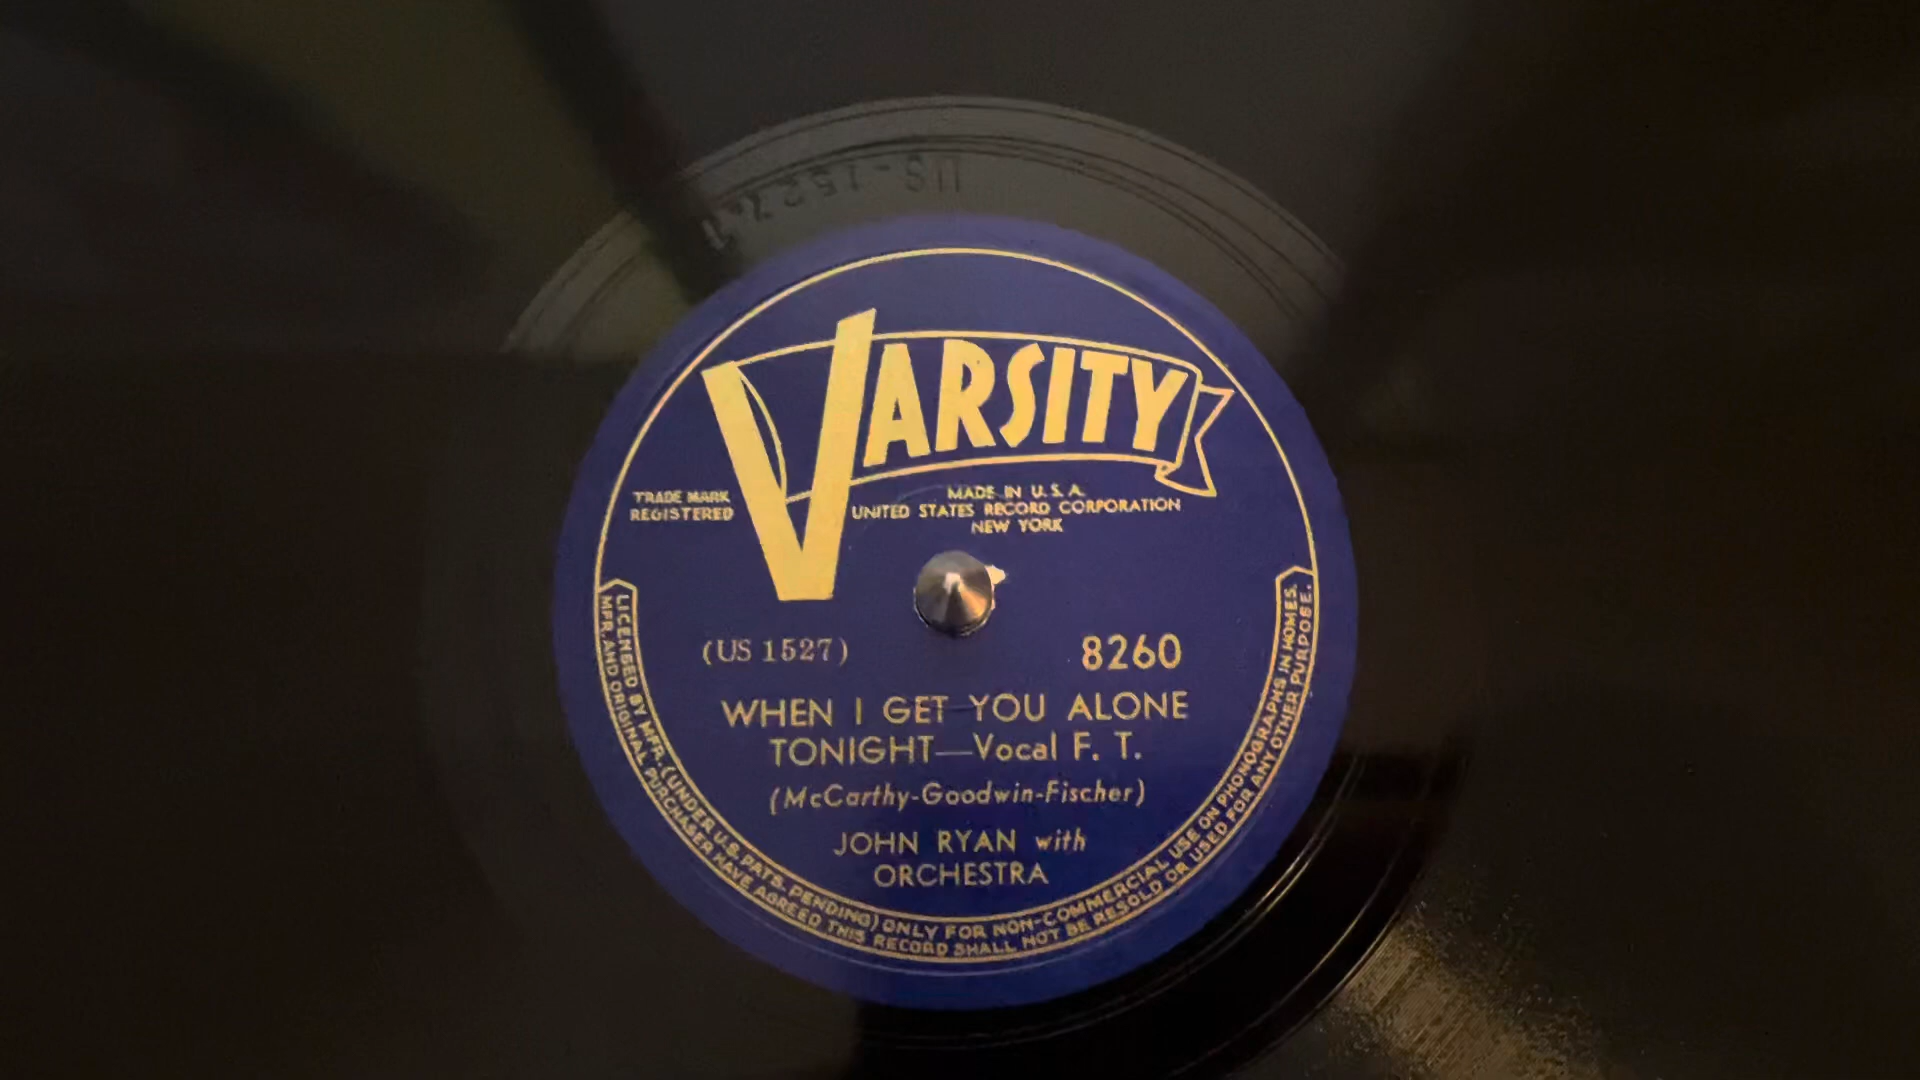 US-1527-1
VARSITY
TRADE MARK
REGISTERED
MADE IN U.S.A.
UNITED STATES RECORD CORPORATION
NEW YORK
(US 1527)
8260
WHEN I GET YOU ALONE
TONIGHT—Vocal F. T.
(McCarthy-Goodwin-Fischer)
JOHN RYAN with
ORCHESTRA
LICENSED BY MFR. (UNDER U.S. PATS. PENDING) ONLY FOR NON-COMMERCIAL USE ON PHONOGRAPHS IN HOMES.
MFR. AND ORIGINAL PURCHASER HAVE AGREED THIS RECORD SHALL NOT BE RESOLD OR USED FOR ANY OTHER PURPOSE.